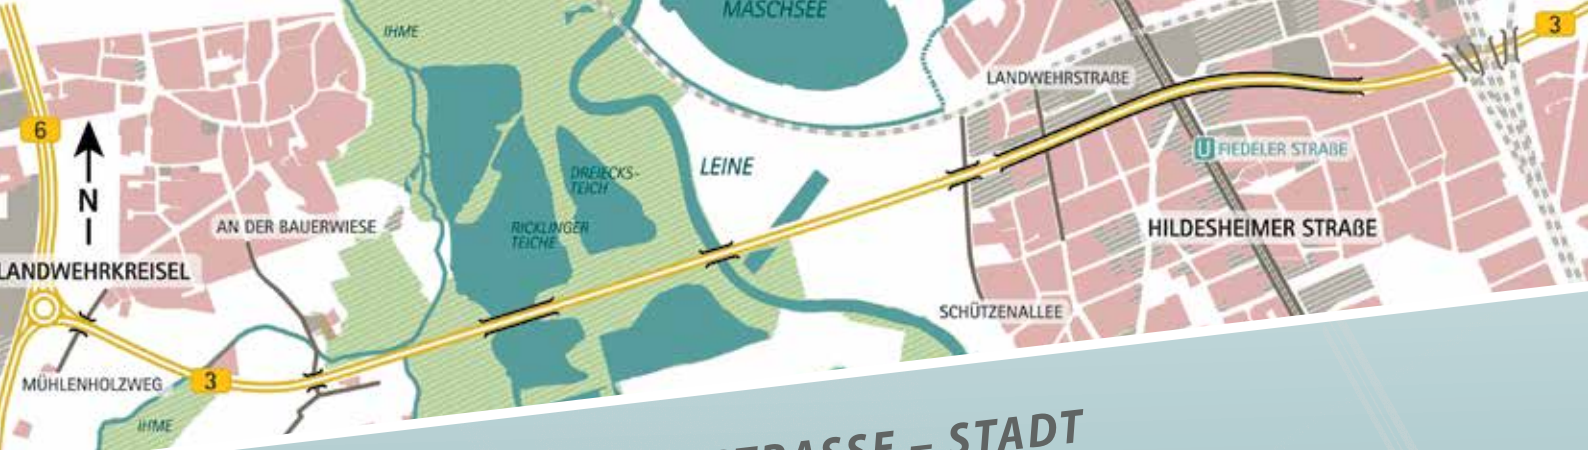 MASCHSEE
3
IHME
LANDWEHRSTRAßE
6
U FIEDELER STRAßE
LEINE
DREIECKS-
TEICH
N
AN DER BAUERWIESE
RICKLINGER
TEICHE
HILDESHEIMER STRAßE
LANDWEHRKREISEL
SCHÜTZENALLEE
MÜHLENHOLZWEG
3
IHME
– STADT